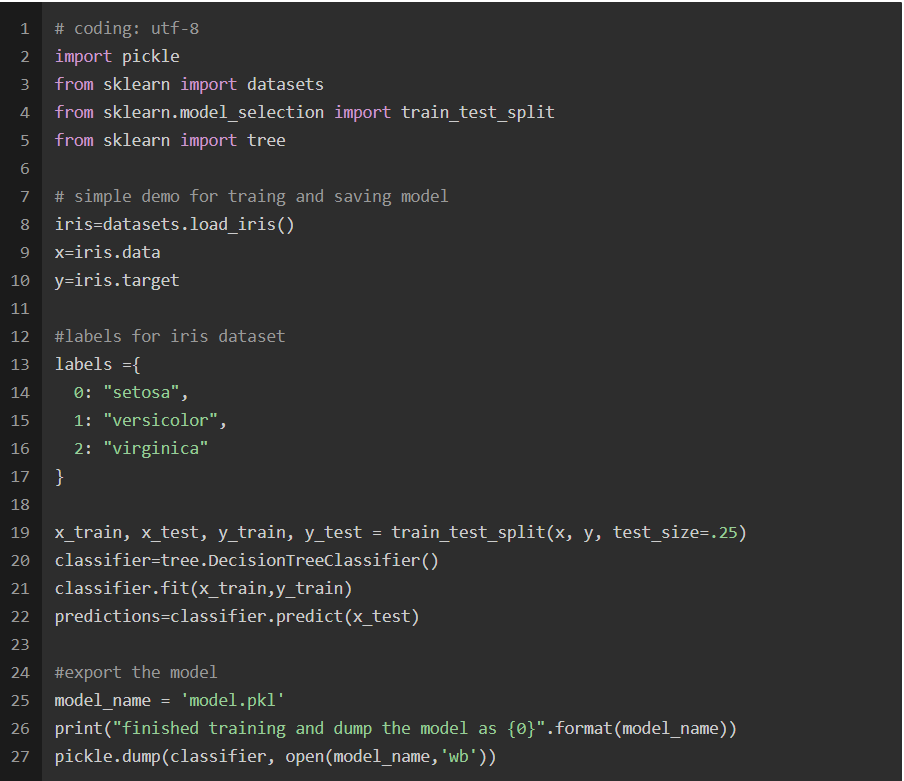 1 # coding: utf-8
2 import pickle
3 from sklearn import datasets
4 from sklearn.model_selection import train_test_split
5 from sklearn import tree
6
7 # simple demo for traing and saving model
8 iris=datasets.load_iris()
9 x=iris.data
10 y=iris.target
11
12 #labels for iris dataset
13 labels ={
14   0: "setosa",
15   1: "versicolor",
16   2: "virginica"
17 }
18
19 x_train, x_test, y_train, y_test = train_test_split(x, y, test_size=.25)
20 classifier=tree.DecisionTreeClassifier()
21 classifier.fit(x_train,y_train)
22 predictions=classifier.predict(x_test)
23
24 #export the model
25 model_name = 'model.pkl'
26 print("finished training and dump the model as {0}".format(model_name))
27 pickle.dump(classifier, open(model_name,'wb'))